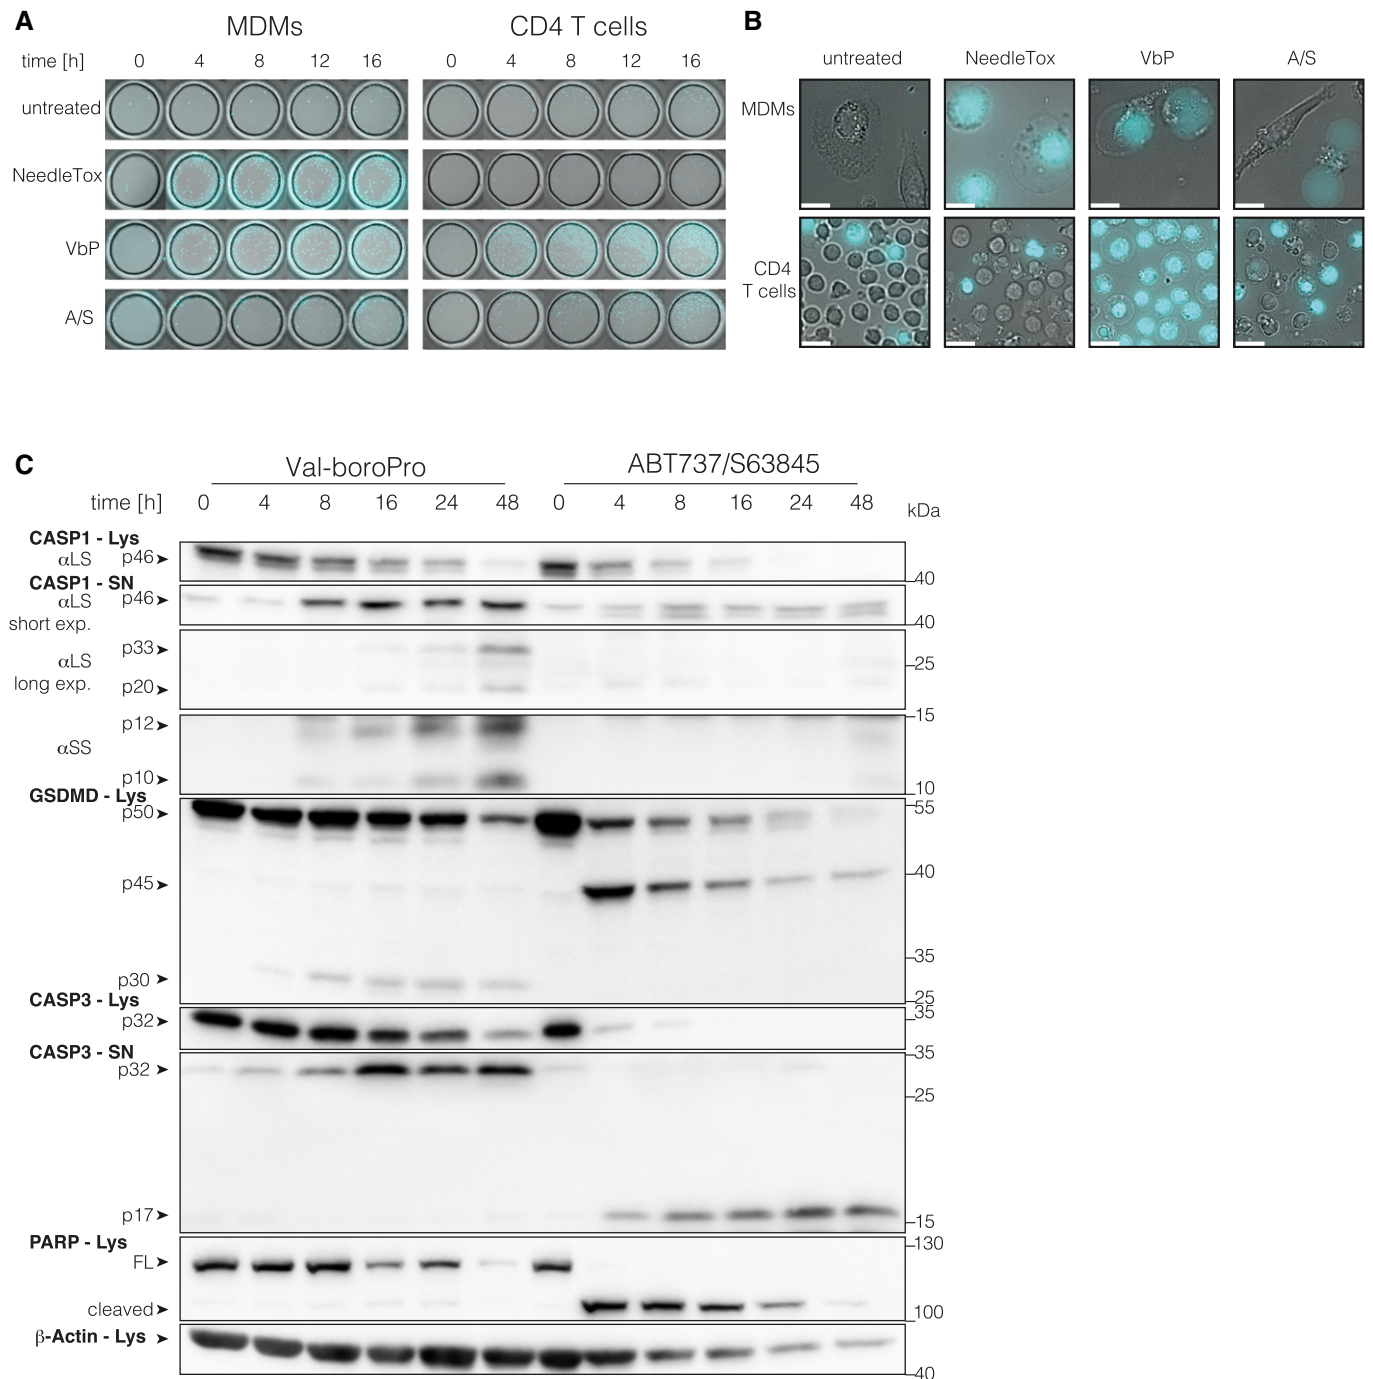 A
MDMs CD4 T cells
time [h] 0 4 8 12 16 0 4 8 12 16
untreated
NeedleTox
VbP
A/S
B
untreated NeedleTox VbP A/S
MDMs
CD4
T cells
C
Val-boroPro ABT737/S63845
time [h] 0 4 8 16 24 48 0 4 8 16 24 48 kDa
CASP1 - Lys
αLS p46
40
CASP1 - SN
αLS p46
short exp. 40
p33
αLS 25
long exp. p20
15
p12
αSS
p10
10
GSDMD - Lys
p50 55
40
p45
35
p30
25
CASP3 - Lys
p32 35
CASP3 - SN
35
p32
25
p17 15
PARP - Lys 130
FL
cleaved 100
β-Actin - Lys
40